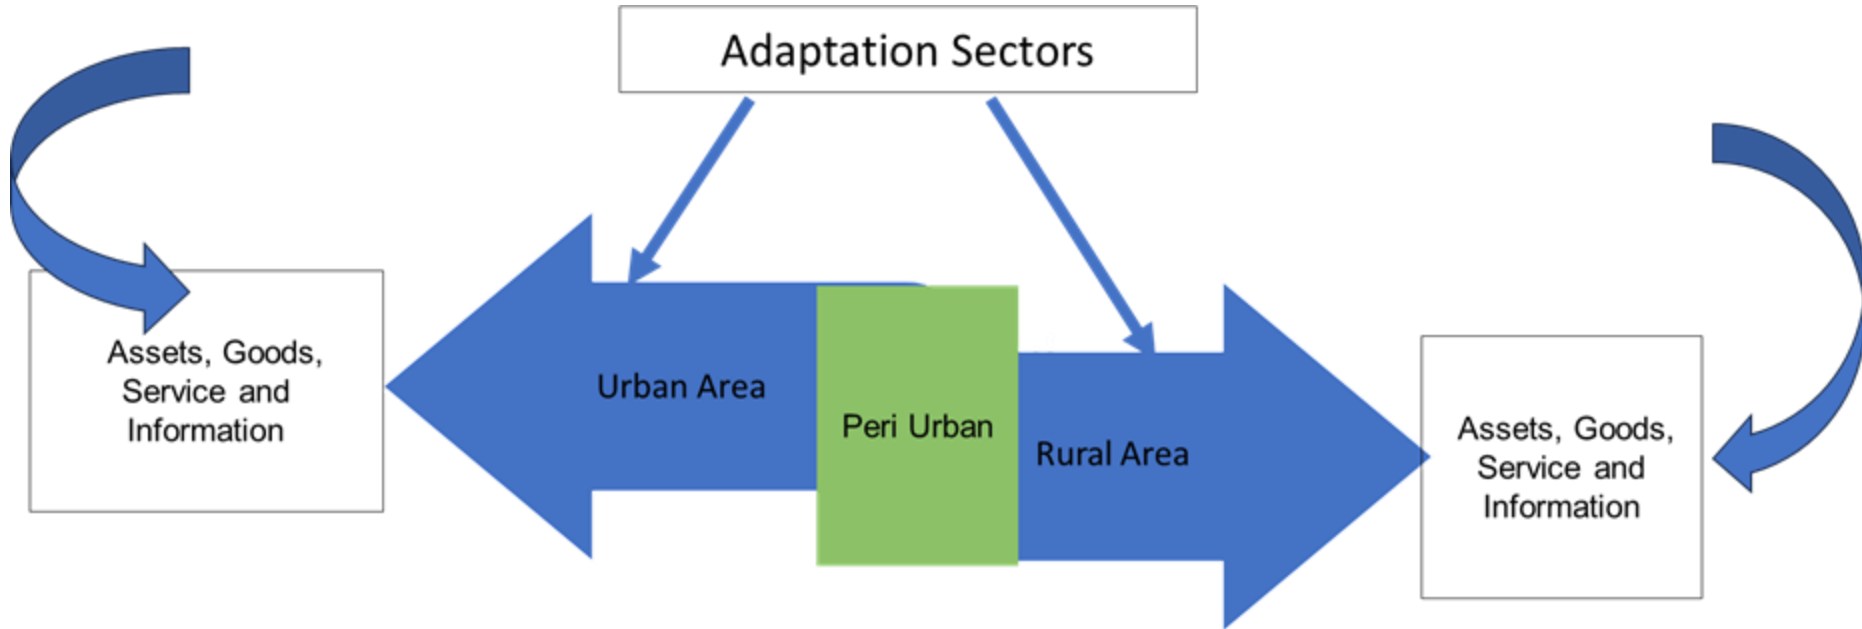 Adaptation Sectors
Assets, Goods,
Service and
Information
Urban Area
Peri Urban
Rural Area
Assets, Goods,
Service and
Information